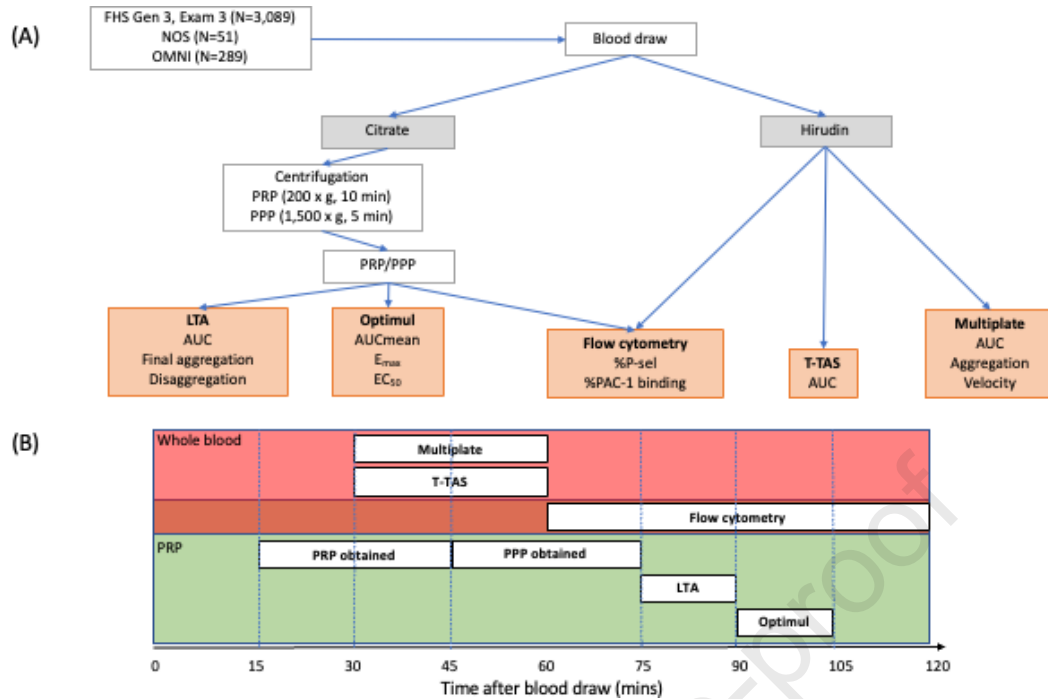 (A)
FHS Gen 3, Exam 3 (N=3,089)
NOS (N=51)
OMNI (N=289)
Blood draw
Citrate
Hirudin
Centrifugation
PRP (200 x g, 10 min)
PPP (1,500 x g, 5 min)
PRP/PPP
LTA
AUC
Final aggregation
Disaggregation
Optimul
AUCmean
Eₘₐₓ
EC₅₀
Flow cytometry
%P-sel
%PAC-1 binding
T-TAS
AUC
Multiplate
AUC
Aggregation
Velocity
(B)
Whole blood
Multiplate
T-TAS
Flow cytometry
PRP
PRP obtained
PPP obtained
LTA
Optimul
0 15 30 45 60 75 90 105 120
Time after blood draw (mins)
-proof